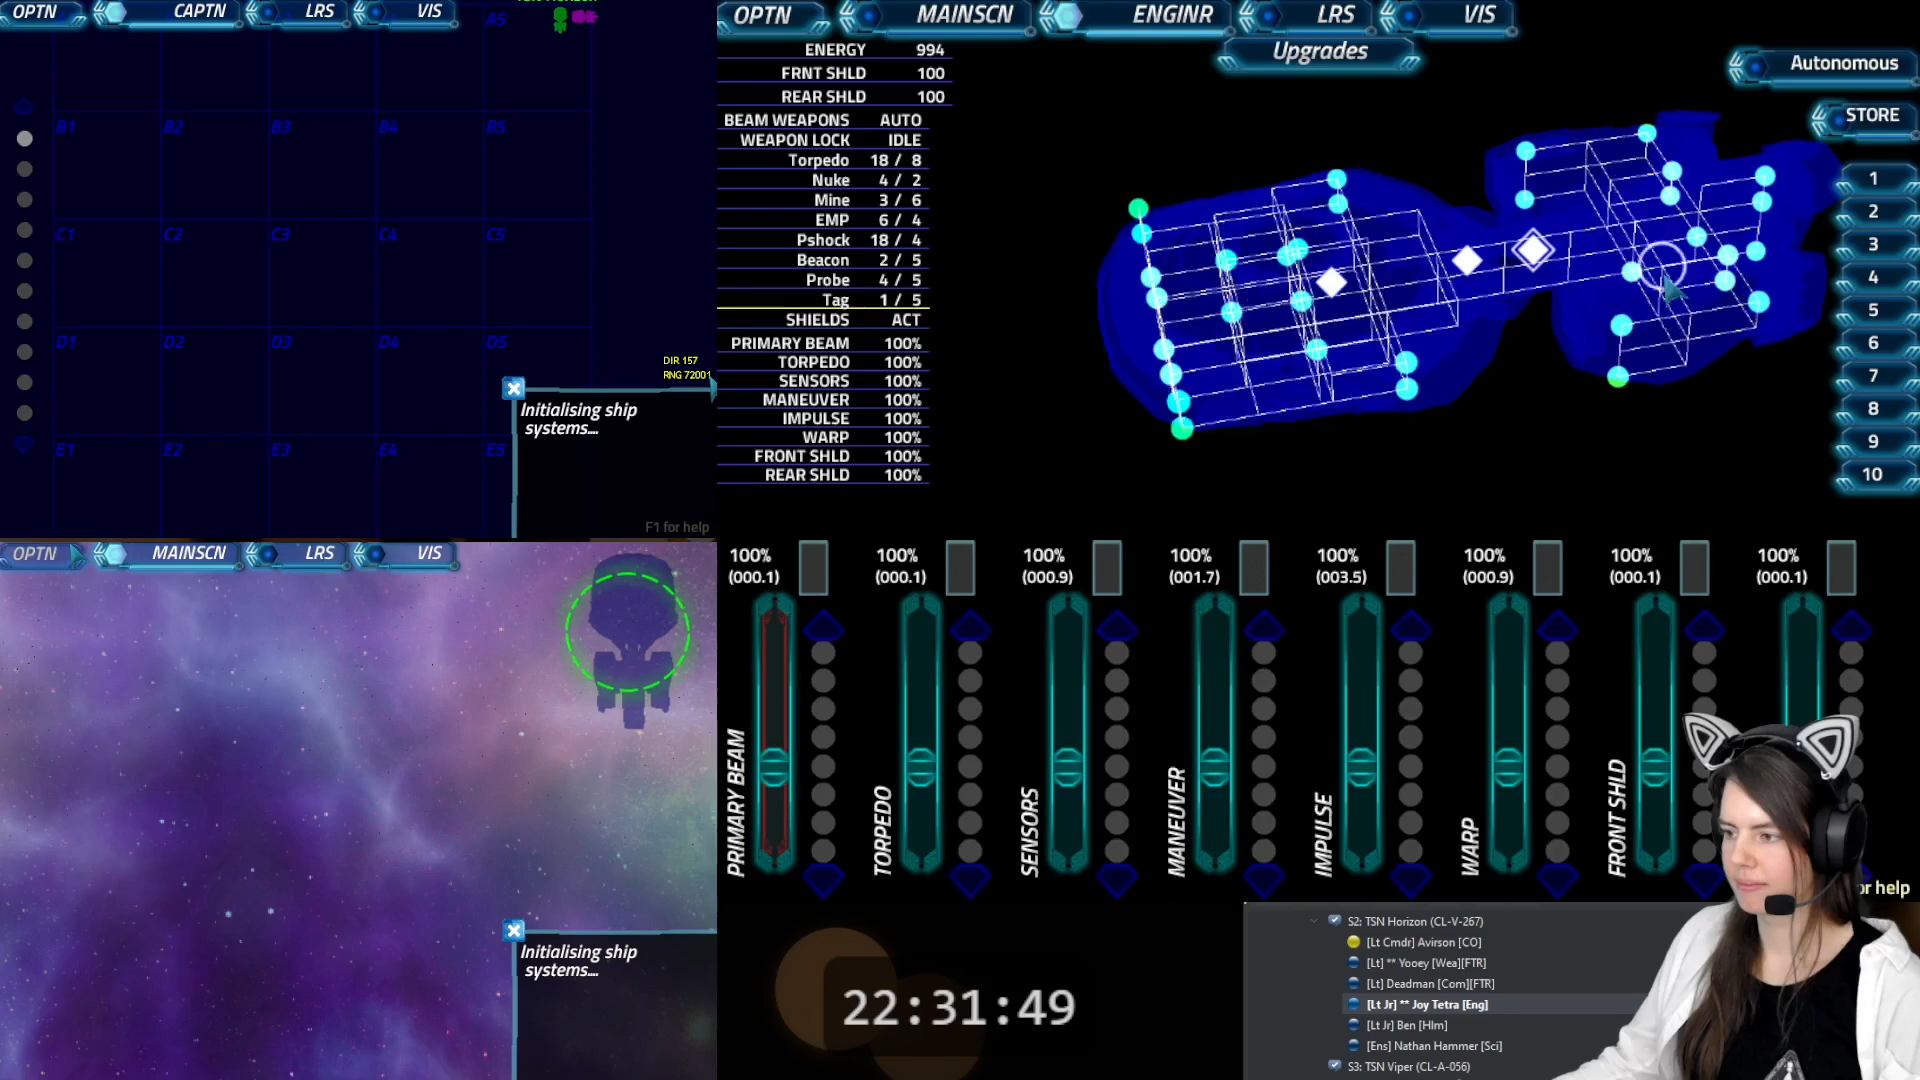 OPTN
CAPTN
LRS
VIS
A5
B1
B2
B3
B4
B5
C1
C2
C3
C4
C5
D1
D2
D3
D4
D5
E1
E2
E3
E4
E5
DIR 157
RNG 72001
Initialising ship
systems....
F1 for help
OPTN
MAINSCN
ENGINR
LRS
VIS
Upgrades
Autonomous
STORE
1
2
3
4
5
6
7
8
9
10
ENERGY 994
FRNT SHLD 100
REAR SHLD 100
BEAM WEAPONS AUTO
WEAPON LOCK IDLE
Torpedo 18 / 8
Nuke 4 / 2
Mine 3 / 6
EMP 6 / 4
Pshock 18 / 4
Beacon 2 / 5
Probe 4 / 5
Tag 1 / 5
SHIELDS ACT
PRIMARY BEAM 100%
TORPEDO 100%
SENSORS 100%
MANEUVER 100%
IMPULSE 100%
WARP 100%
FRONT SHLD 100%
REAR SHLD 100%
OPTN
MAINSCN
LRS
VIS
Initialising ship
systems....
100% 100% 100% 100% 100% 100% 100% 100%
(000.1) (000.1) (000.9) (001.7) (003.5) (000.9) (000.1) (000.1)
PRIMARY BEAM
TORPEDO
SENSORS
MANEUVER
IMPULSE
WARP
FRONT SHLD
or help
22:31:49
S2: TSN Horizon (CL-V-267)
[Lt Cmdr] Avirson [CO]
[Lt] ** Yooey [Wea][FTR]
[Lt] Deadman [Com][FTR]
[Lt Jr] ** Joy Tetra [Eng]
[Lt Jr] Ben [Hlm]
[Ens] Nathan Hammer [Sci]
S3: TSN Viper (CL-A-056)